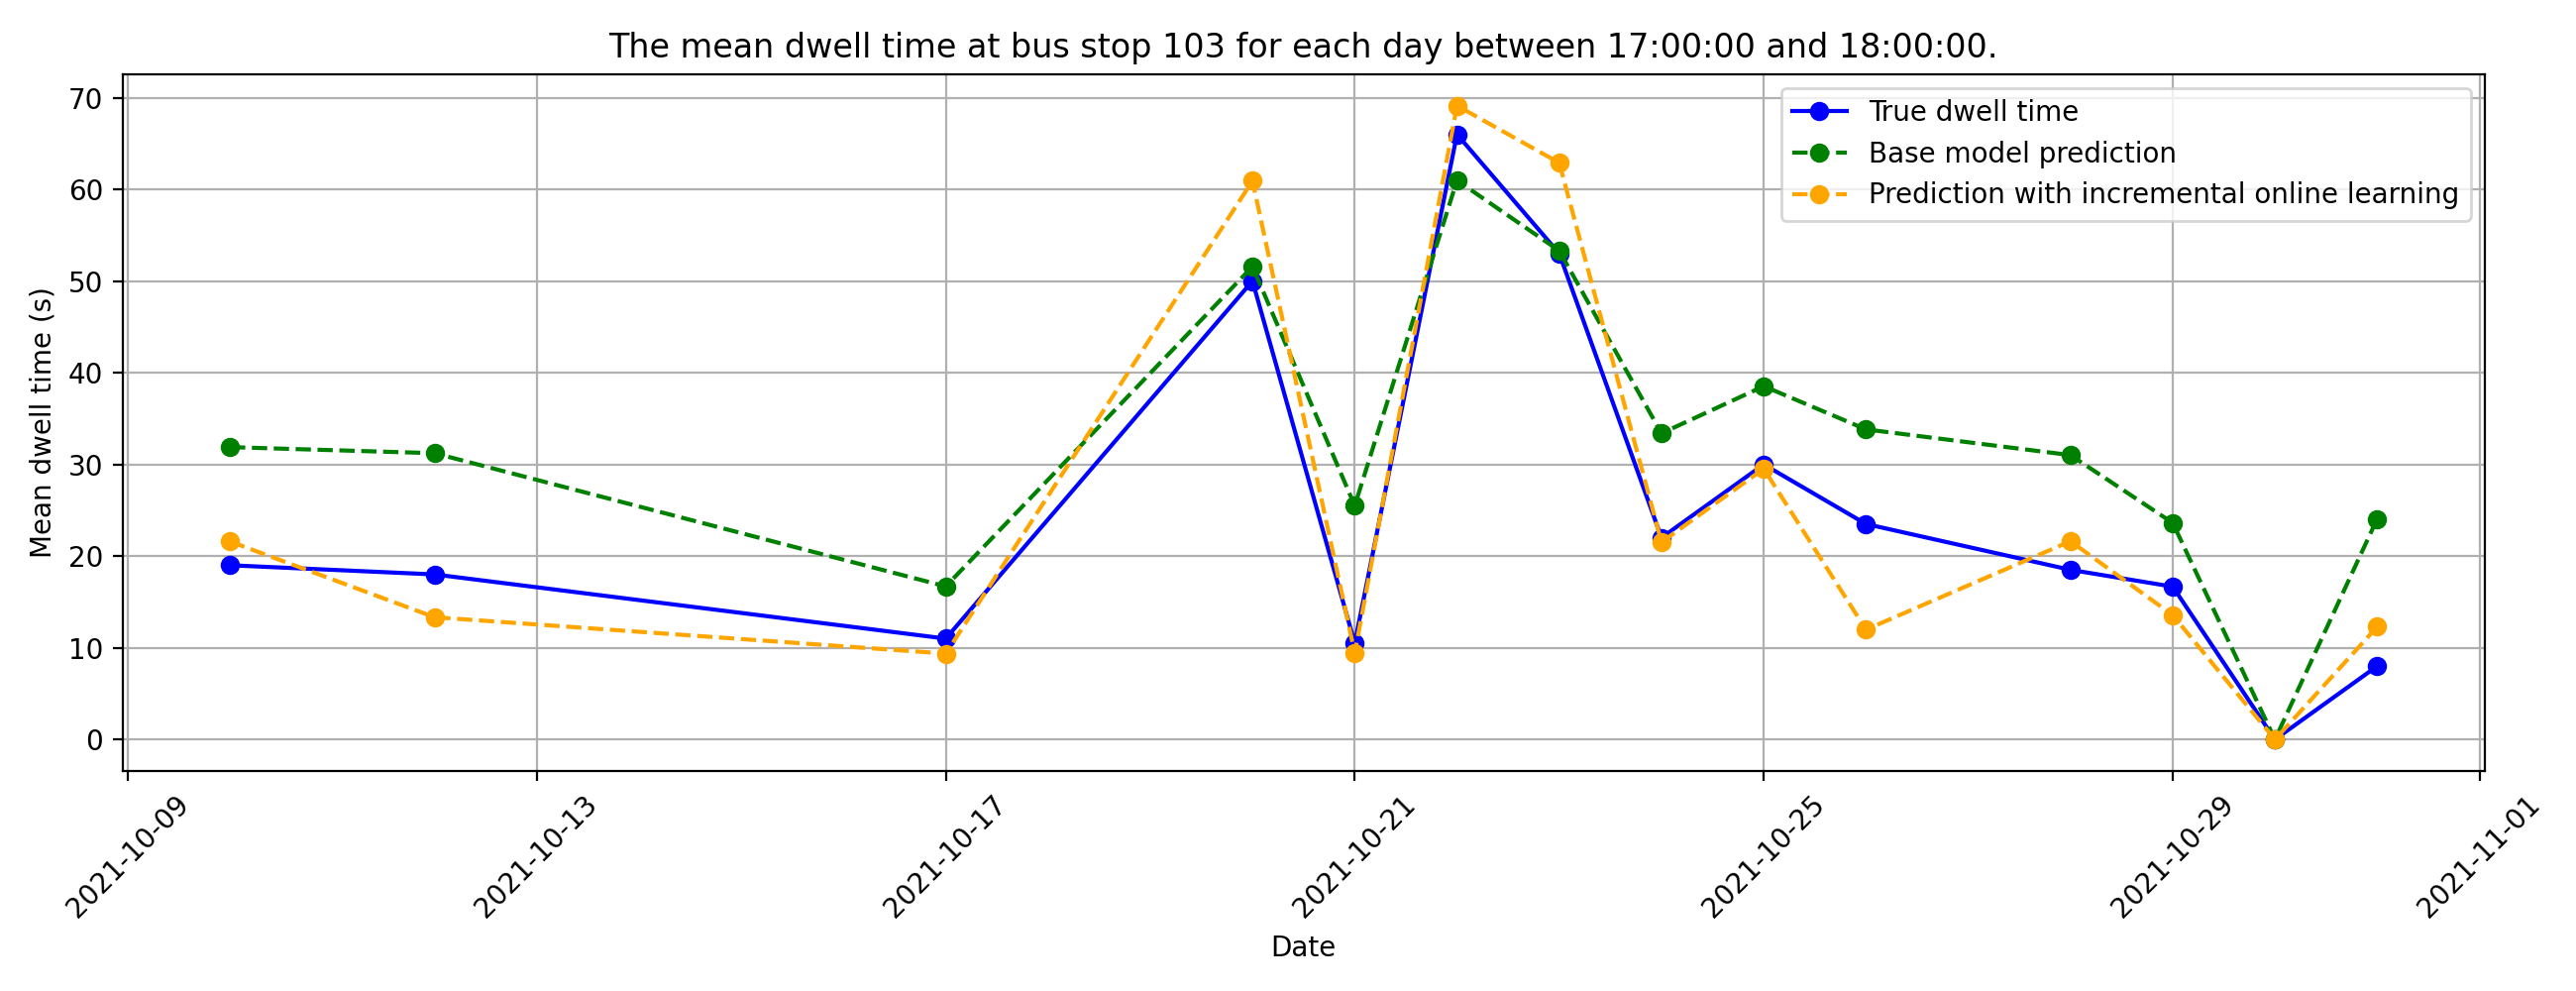 The mean dwell time at bus stop 103 for each day between 17:00:00 and 18:00:00.
True dwell time
Base model prediction
Prediction with incremental online learning
Mean dwell time (s)
70
60
50
40
30
20
10
0
2021-10-09
2021-10-13
2021-10-17
2021-10-21
2021-10-25
2021-10-29
2021-11-01
Date